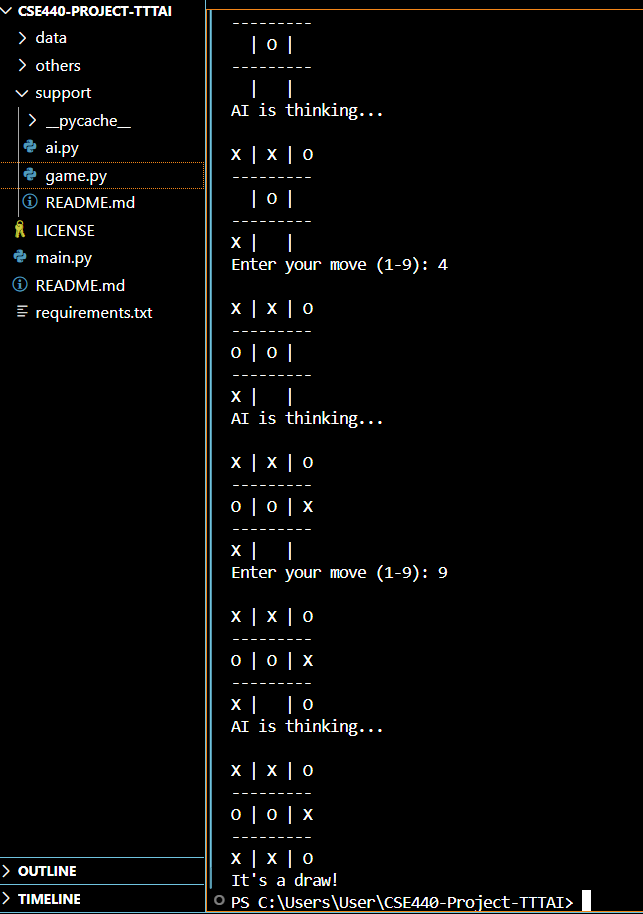 CSE440-PROJECT-TTTAI
data
others
support
__pycache__
ai.py
game.py
README.md
LICENSE
main.py
README.md
requirements.txt
OUTLINE
TIMELINE
---------
  | O |
---------
  |   |
AI is thinking...
X | X | O
---------
  | O |
---------
X |   |
Enter your move (1-9): 4
X | X | O
---------
O | O |
---------
X |   |
AI is thinking...
X | X | O
---------
O | O | X
---------
X |   |
Enter your move (1-9): 9
X | X | O
---------
O | O | X
---------
X |   | O
AI is thinking...
X | X | O
---------
O | O | X
---------
X | X | O
It's a draw!
PS C:\Users\User\CSE440-Project-TTTAI>